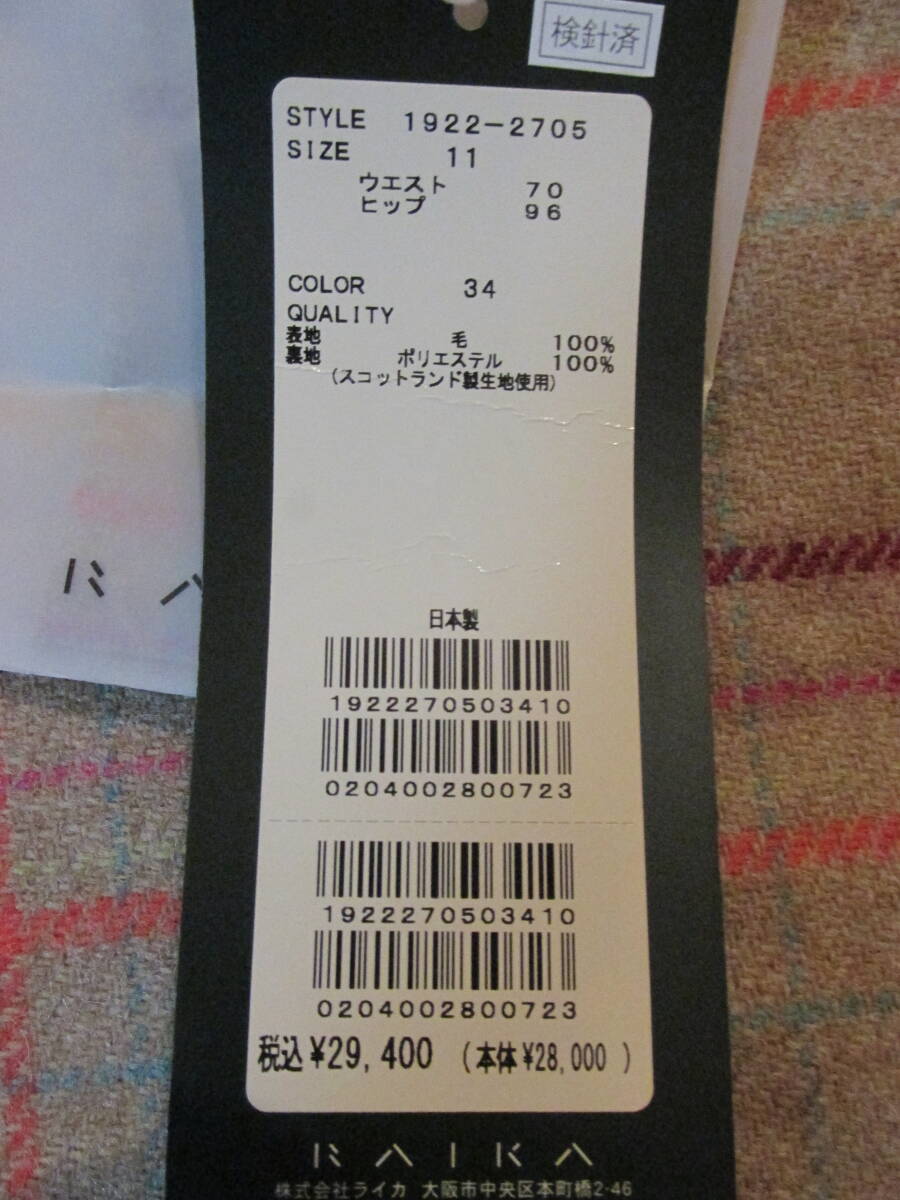 検針済
STYLE 1922-2705
SIZE 11
ウエスト 70
ヒップ 96
COLOR 34
QUALITY
表地 毛 100%
裏地 ポリエステル 100%
(スコットランド製生地使用)
日本製
1922270503410
0204002800723
1922270503410
0204002800723
税込¥29,400 (本体¥28,000 )
RAIKA
株式会社ライカ 大阪市中央区本町橋2-46